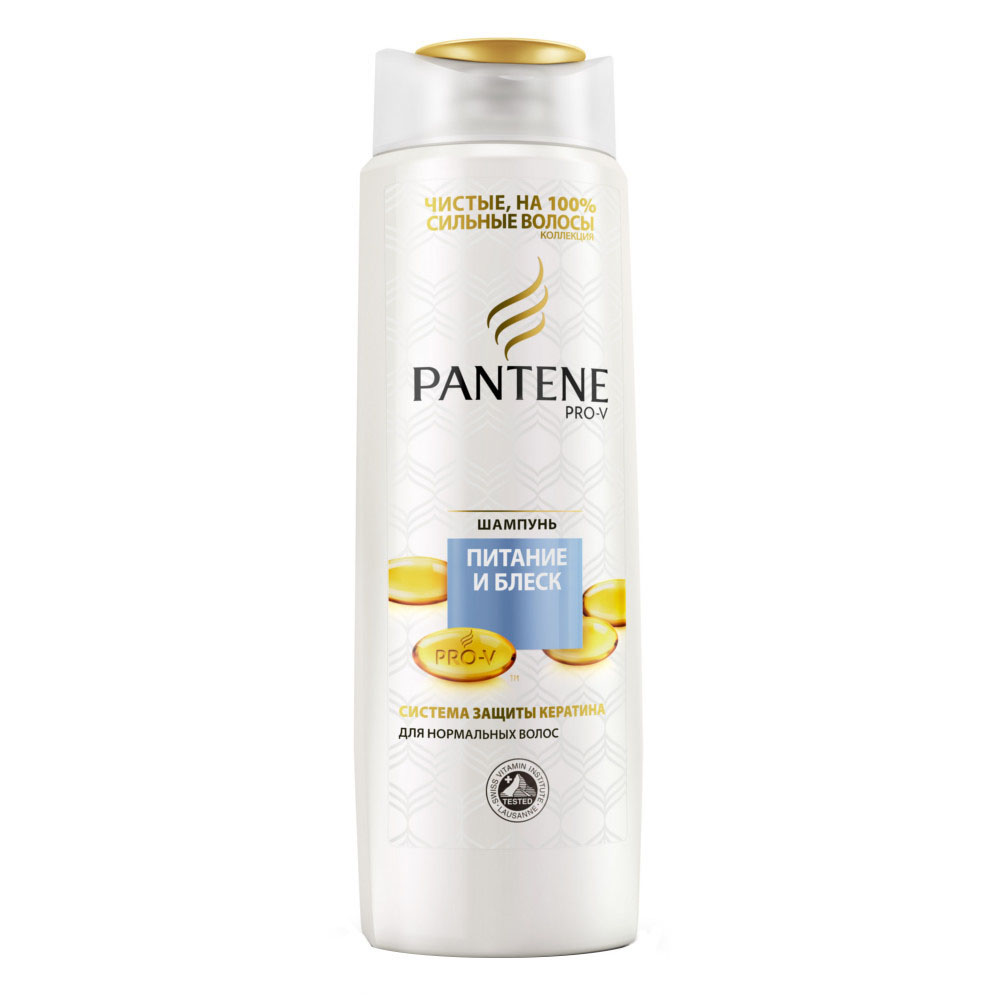 ЧИСТЫЕ, НА 100%
СИЛЬНЫЕ ВОЛОСЫ
КОЛЛЕКЦИЯ
PANTENE
PRO-V
ШАМПУНЬ
ПИТАНИЕ
И БЛЕСК
PRO-V
СИСТЕМА ЗАЩИТЫ КЕРАТИНА
ДЛЯ НОРМАЛЬНЫХ ВОЛОС
SWISS VITAMIN INSTITUTE
TESTED
· LAUSANNE ·